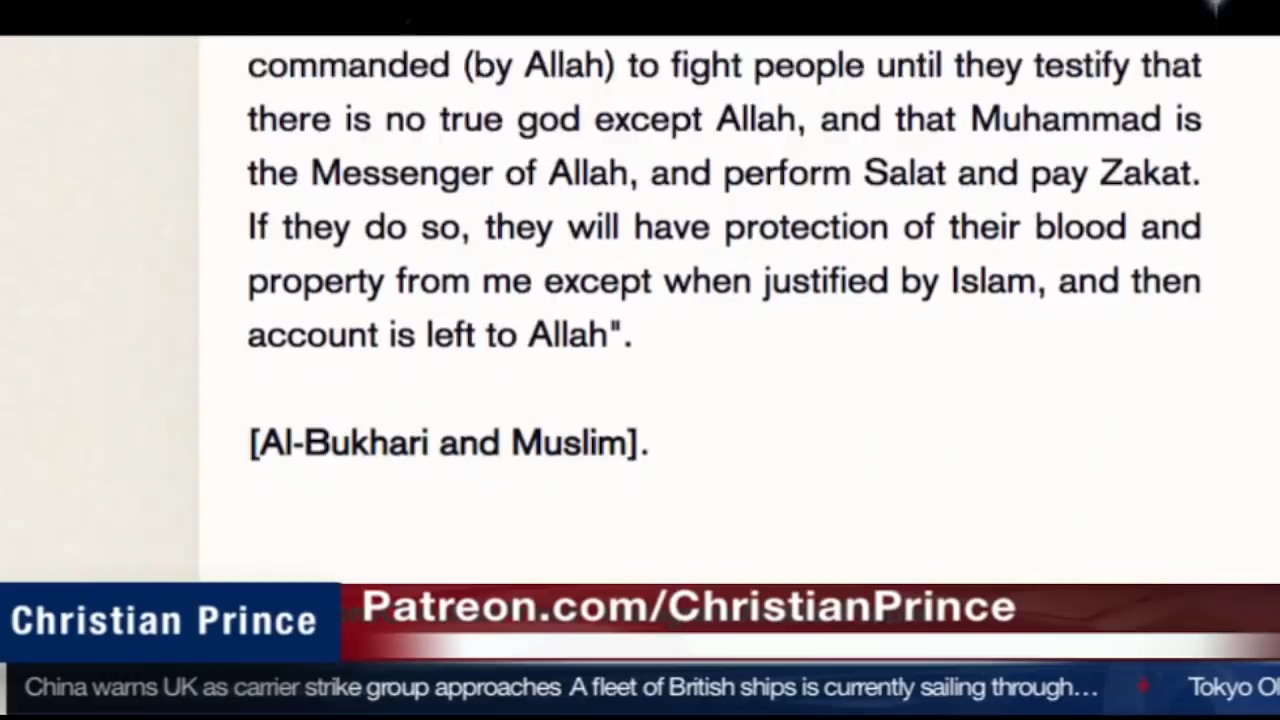 commanded (by Allah) to fight people until they testify that
there is no true god except Allah, and that Muhammad is
the Messenger of Allah, and perform Salat and pay Zakat.
If they do so, they will have protection of their blood and
property from me except when justified by Islam, and then
account is left to Allah".
[Al-Bukhari and Muslim].
Christian Prince
Patreon.com/ChristianPrince
China warns UK as carrier strike group approaches A fleet of British ships is currently sailing through... Tokyo